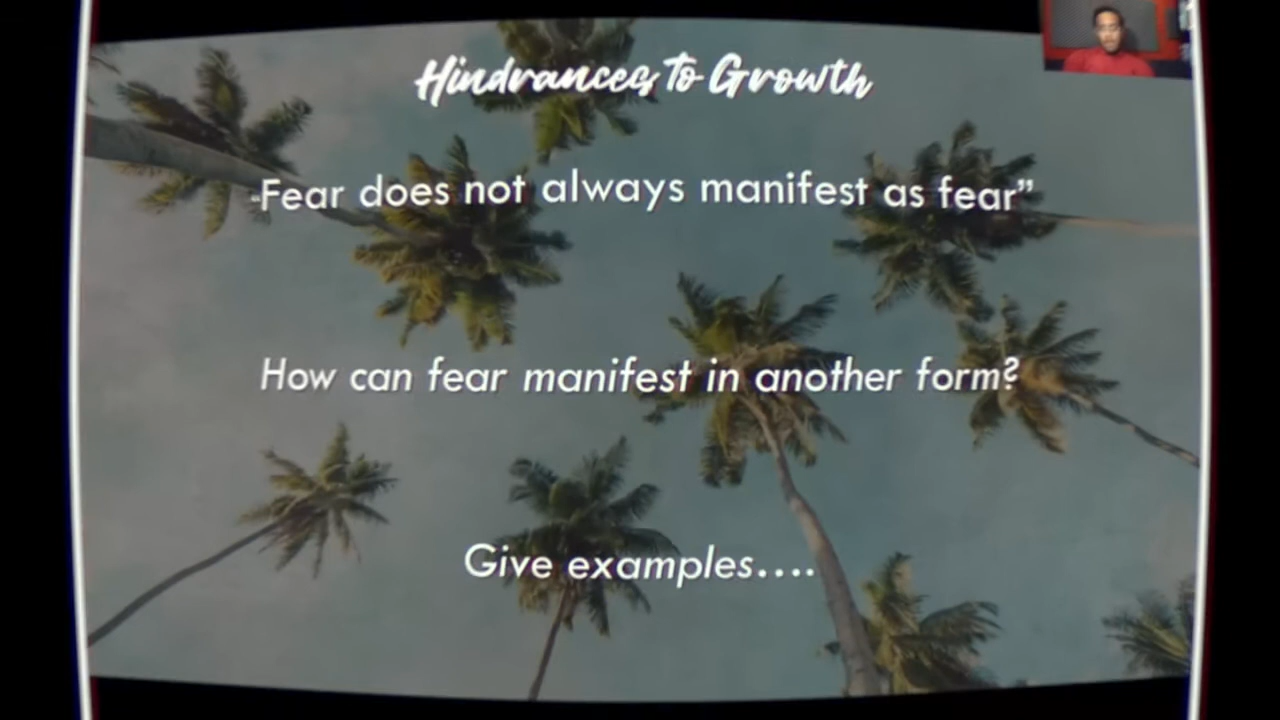 Hindrances to Growth
-Fear does not always manifest as fear”
How can fear manifest in another form?
Give examples....